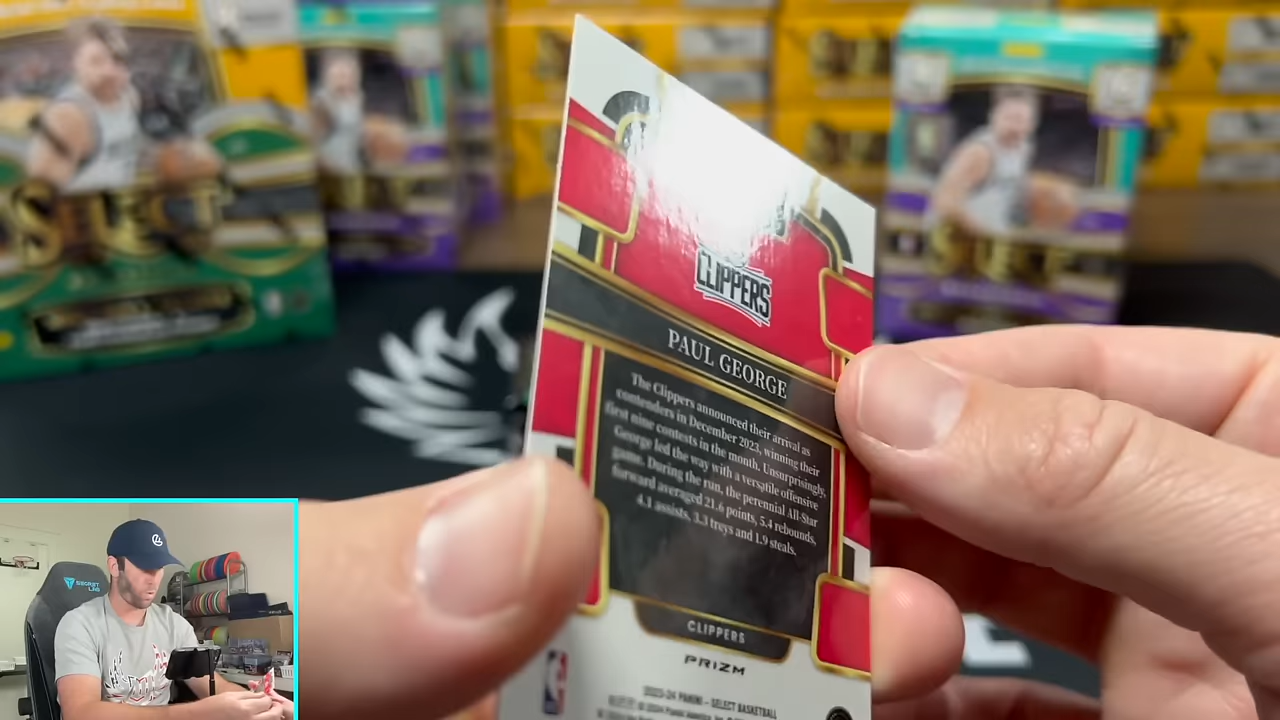 SELECT
CLIPPERS
PAUL GEORGE
The Clippers announced their arrival as
contenders in December 2023, winning their
first nine contests in the month. Unsurprisingly,
George led the way with a versatile offensive
game. During the run, the perennial All-Star
forward averaged 21.6 points, 5.4 rebounds,
4.1 assists, 3.3 treys and 1.9 steals.
CLIPPERS
PRIZM
2023-24 PANINI – SELECT BASKETBALL
SECRET
LAB